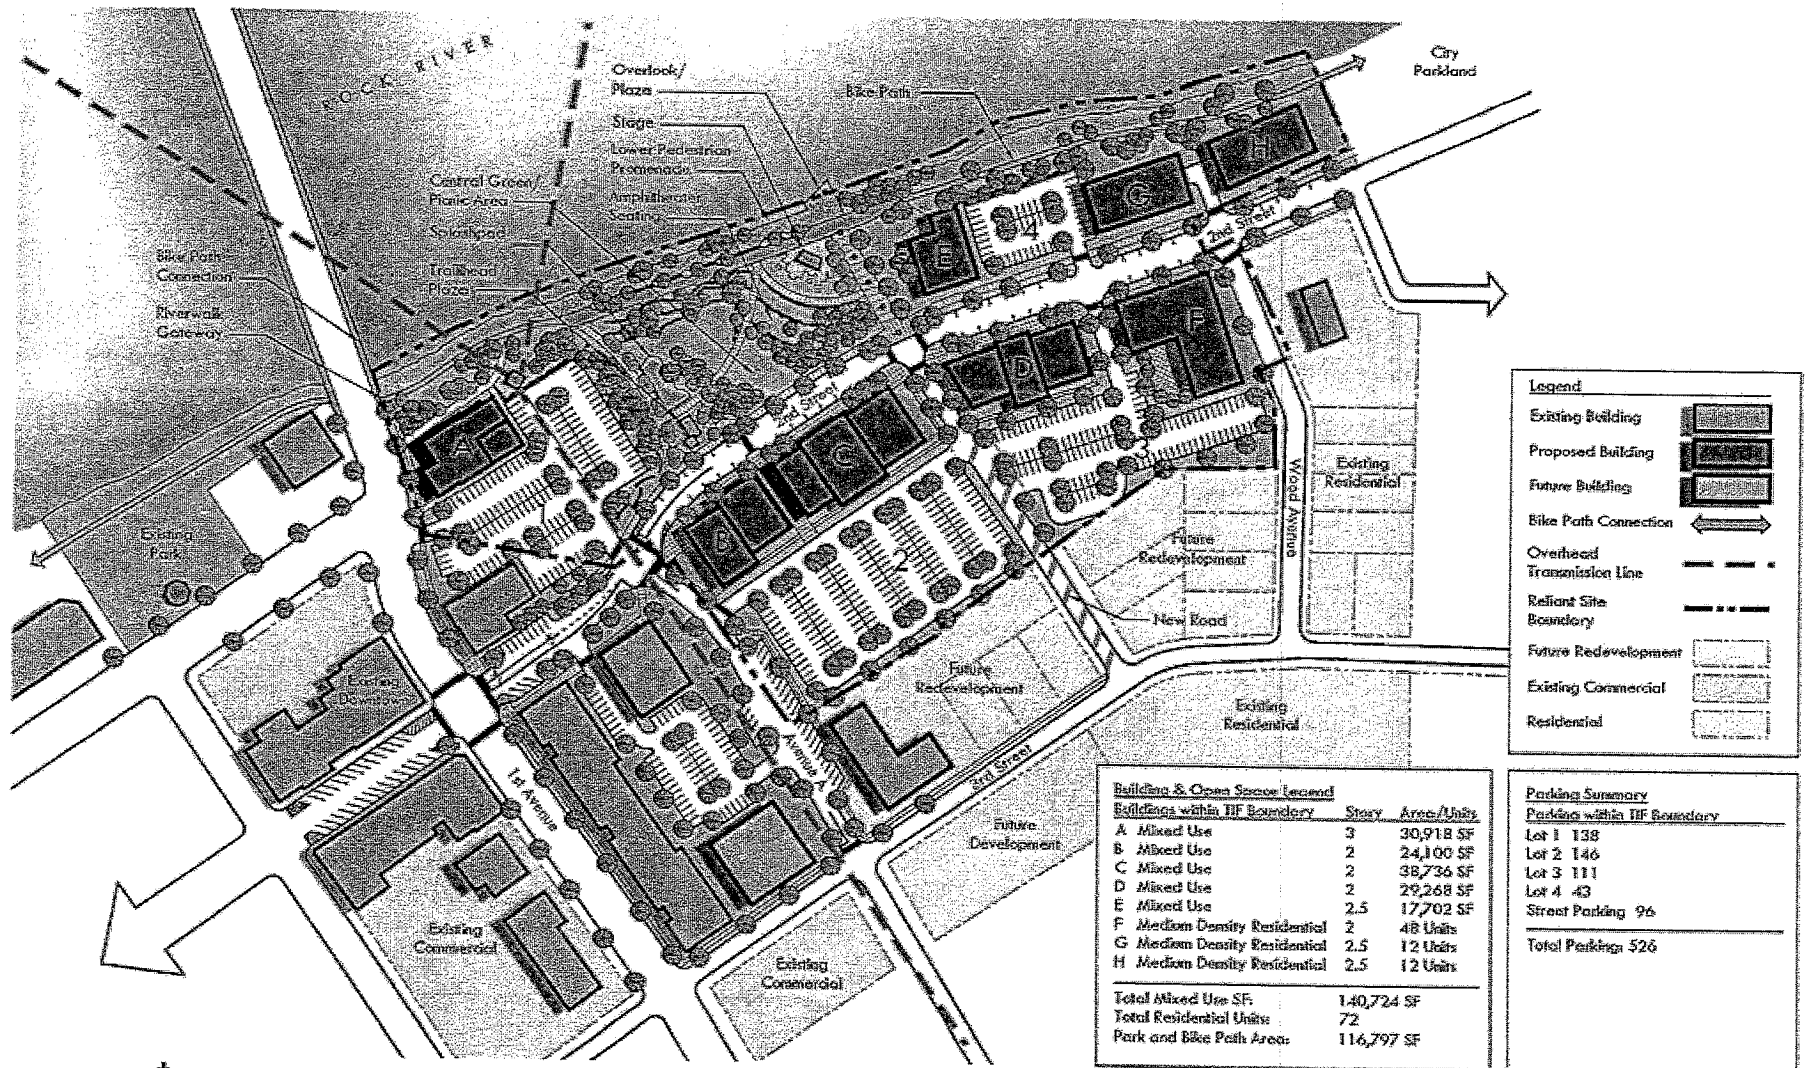 ROCK RIVER
City
Parkland
Overlook/
Plaza
Bike Path
Stage
Lower Pedestrian
Promenade
Amphitheater
Seating
Central Green/
Picnic Area
Splashpad
Trailhead
Plaza
Bike Path
Connection
Riverwalk
Gateway
H
G
4
E
2nd Street
F
D
2nd Street
C
A
B
2
Wood Avenue
Existing
Residential
Existing
Park
Future
Redevelopment
New Road
Future
Redevelopment
Existing
Downtown
Existing
Residential
Avenue A
3rd Street
1st Avenue
Future
Development
Existing
Commercial
Existing
Commercial
Legend
Existing Building
Proposed Building
Future Building
Bike Path Connection
Overhead
Transmission Line
Reliant Site
Boundary
Future Redevelopment
Existing Commercial
Residential
Building & Open Space Legend
Buildings within TIF Boundary Story Area/Units
A Mixed Use 3 30,918 SF
B Mixed Use 2 24,100 SF
C Mixed Use 2 38,736 SF
D Mixed Use 2 29,268 SF
E Mixed Use 2.5 17,702 SF
F Medium Density Residential 2 48 Units
G Medium Density Residential 2.5 12 Units
H Medium Density Residential 2.5 12 Units
Total Mixed Use SF: 140,724 SF
Total Residential Units: 72
Park and Bike Path Area: 116,797 SF
Parking Summary
Parking within TIF Boundary
Lot 1 138
Lot 2 146
Lot 3 111
Lot 4 43
Street Parking 96
Total Parking: 526